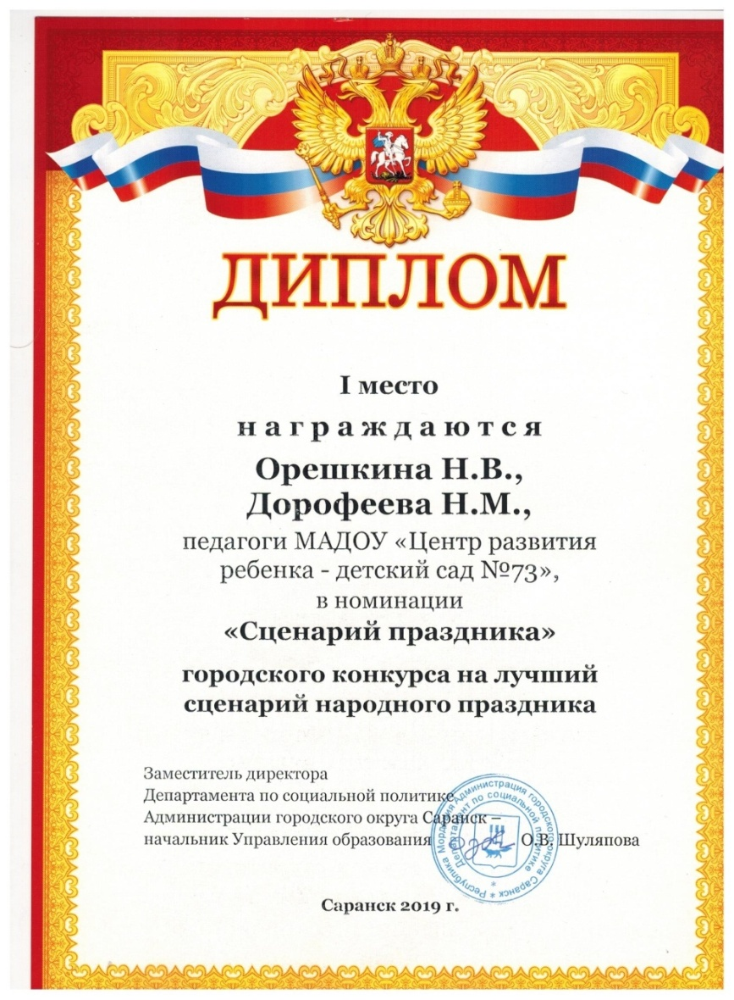 ДИПЛОМ
I место
награждаются
Орешкина Н.В.,
Дорофеева Н.М.,
педагоги МАДОУ «Центр развития
ребенка - детский сад №73»,
в номинации
«Сценарий праздника»
городского конкурса на лучший
сценарий народного праздника
Заместитель директора
Департамента по социальной политике
Администрации городского округа Саранск –
начальник Управления образования О.В. Шуляпова
Республика Мордовия Администрация городского округа Саранск
Департамент по социальной политике
Саранск 2019 г.